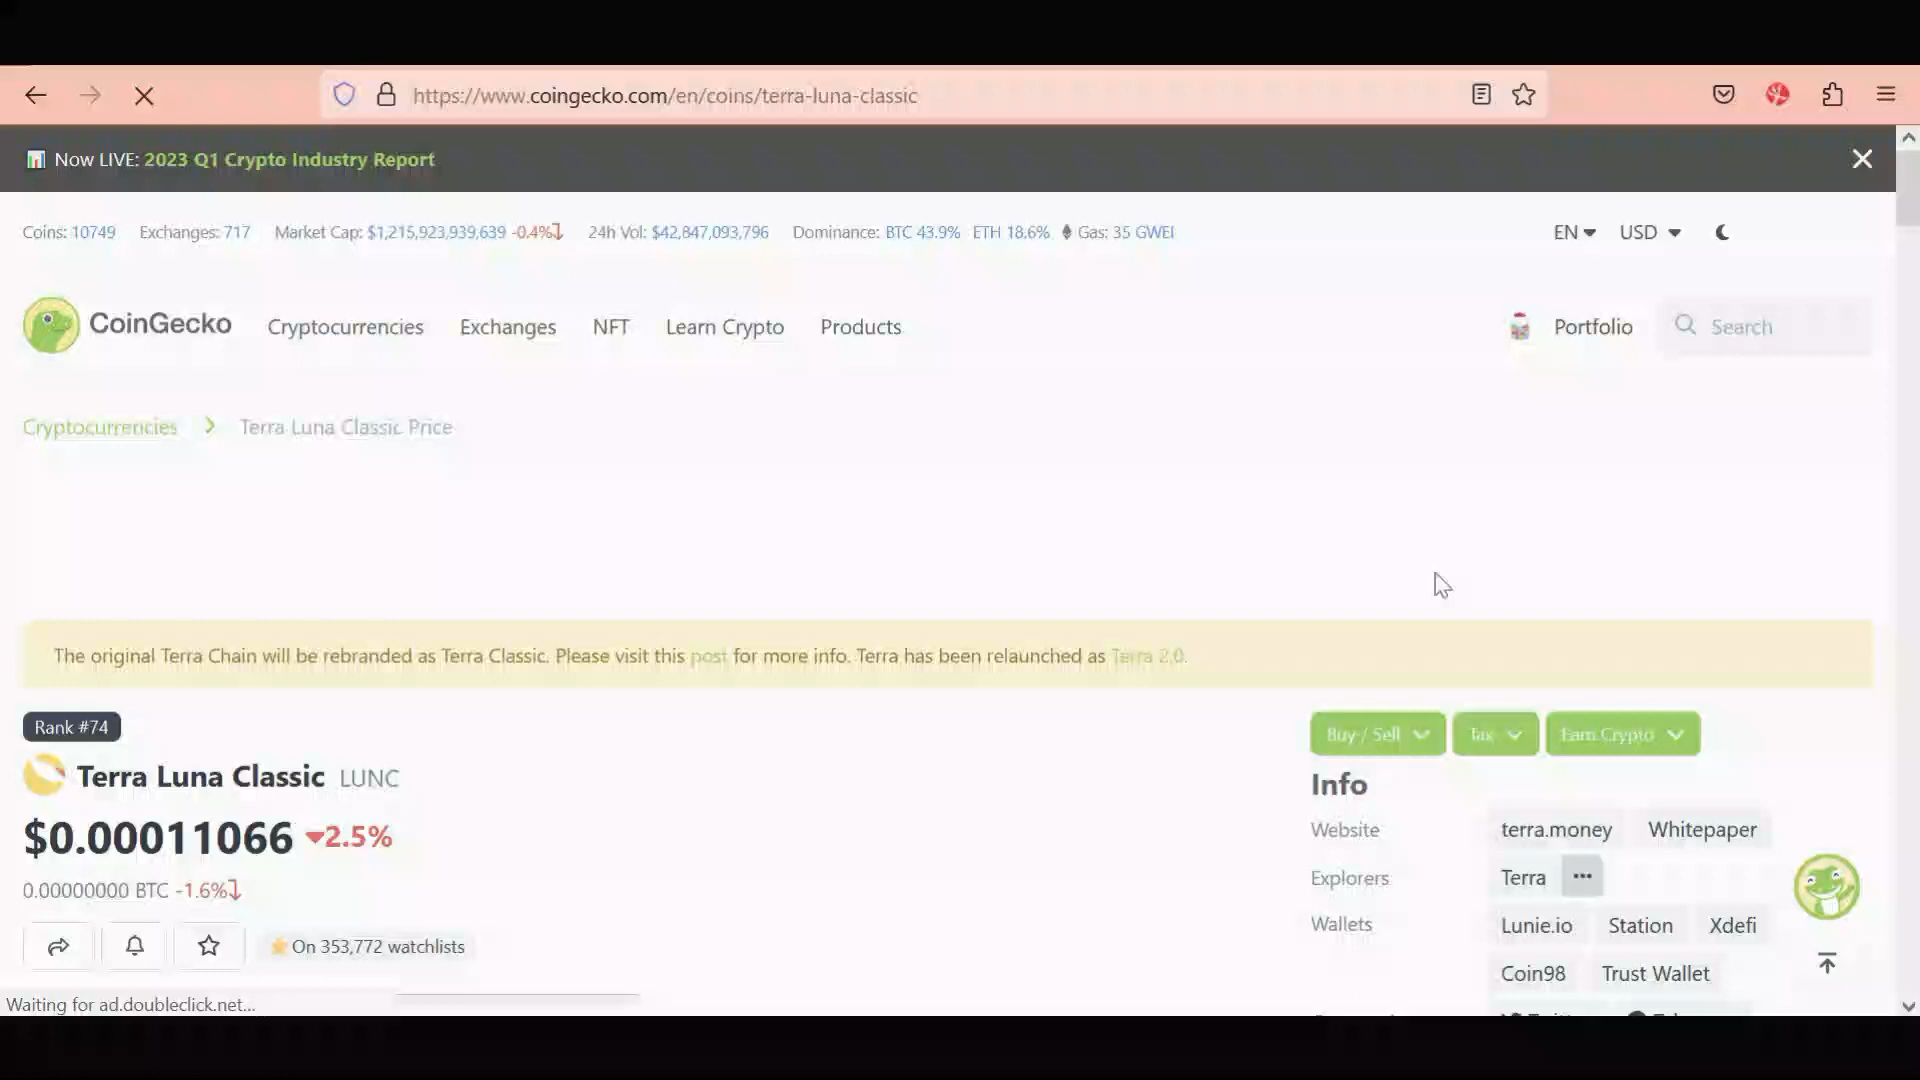 https://www.coingecko.com/en/coins/terra-luna-classic
Now LIVE: 2023 Q1 Crypto Industry Report
Coins: 10749 Exchanges: 717 Market Cap: $1,215,923,939,639 -0.4% 24h Vol: $42,847,093,796 Dominance: BTC 43.9% ETH 18.6% Gas: 35 GWEI EN USD
CoinGecko Cryptocurrencies Exchanges NFT Learn Crypto Products Portfolio Search
Cryptocurrencies Terra Luna Classic Price
The original Terra Chain will be rebranded as Terra Classic. Please visit this post for more info. Terra has been relaunched as Terra 2.0.
Rank #74
Buy / Sell Tax Earn Crypto
Terra Luna Classic LUNC
Info
$0.00011066 2.5%
Website terra.money Whitepaper
Explorers Terra
0.00000000 BTC -1.6%
Wallets Lunie.io Station Xdefi
On 353,772 watchlists
Coin98 Trust Wallet
Waiting for ad.doubleclick.net...